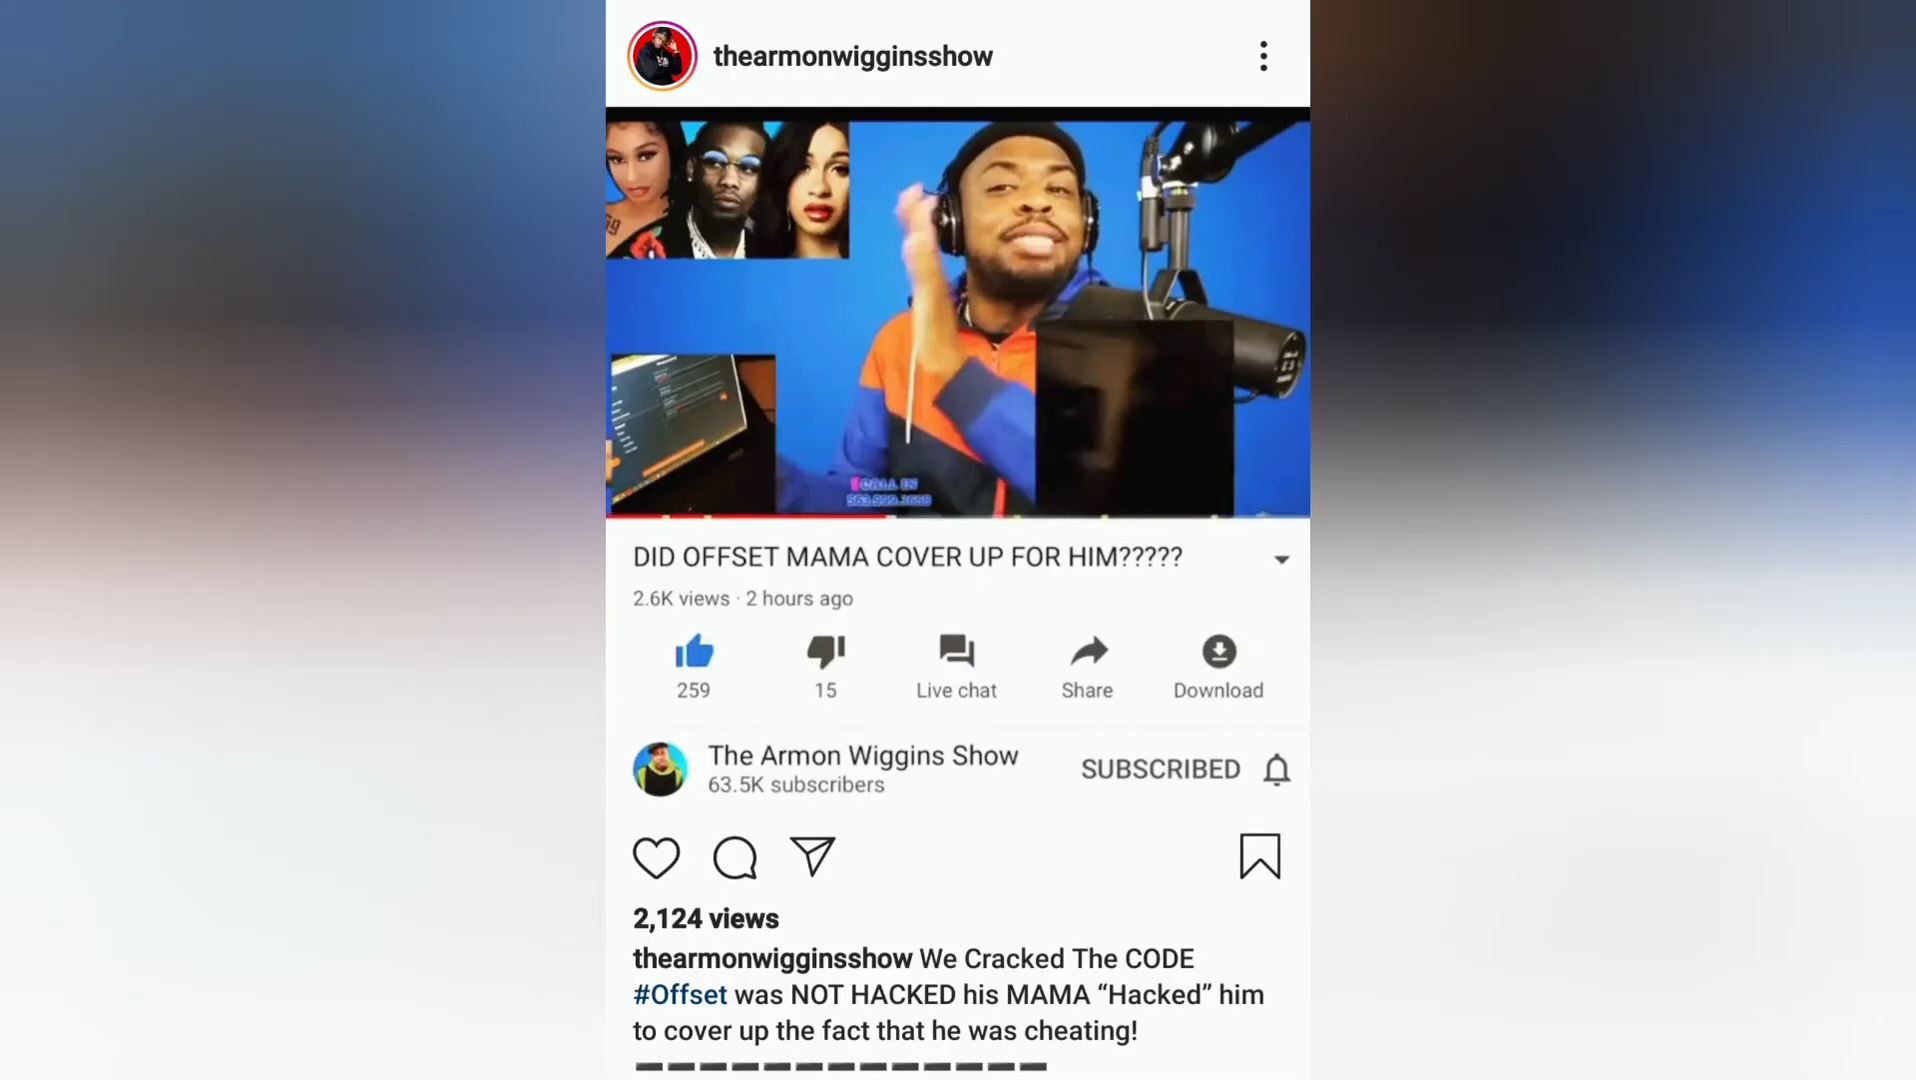 thearmonwigginsshow
CALL IN
DID OFFSET MAMA COVER UP FOR HIM?????
2.6K views · 2 hours ago
259
15
Live chat
Share
Download
The Armon Wiggins Show
63.5K subscribers
SUBSCRIBED
2,124 views
thearmonwigginsshow We Cracked The CODE
#Offset was NOT HACKED his MAMA “Hacked” him
to cover up the fact that he was cheating!